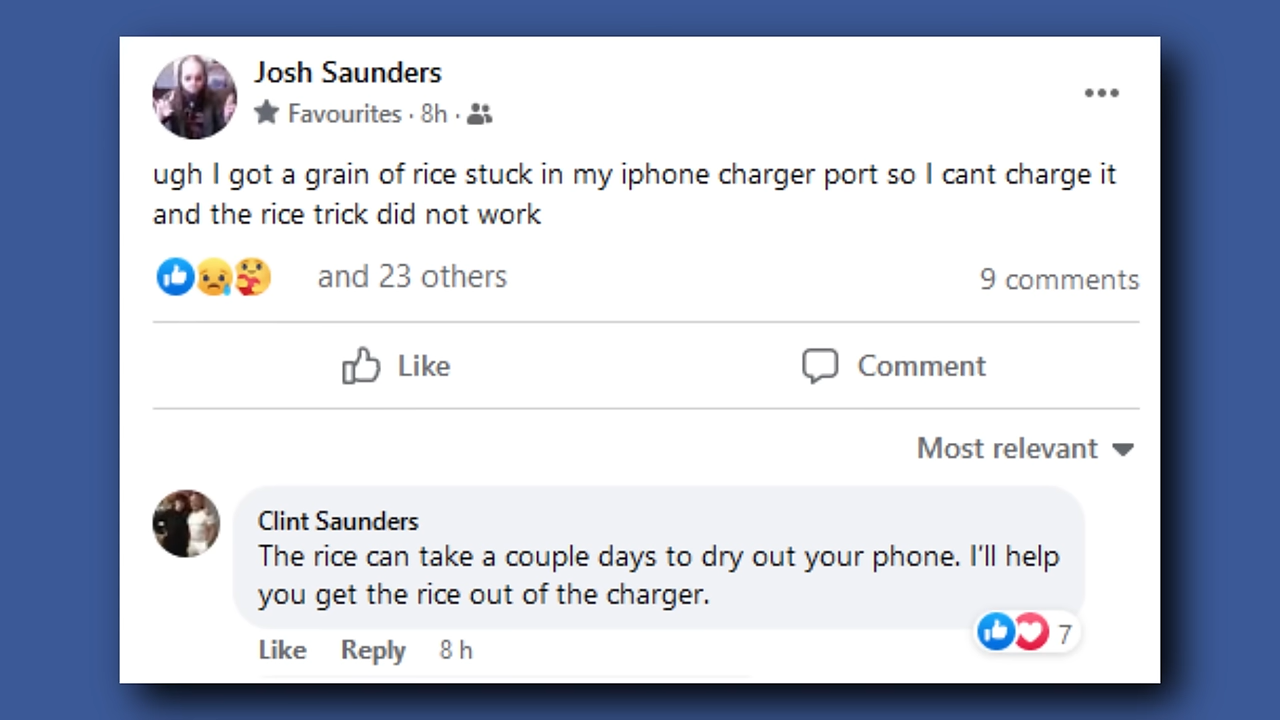 Josh Saunders
Favourites · 8h ·
ugh I got a grain of rice stuck in my iphone charger port so I cant charge it
and the rice trick did not work
and 23 others
9 comments
Like
Comment
Most relevant
Clint Saunders
The rice can take a couple days to dry out your phone. I'll help
you get the rice out of the charger.
7
Like Reply 8 h